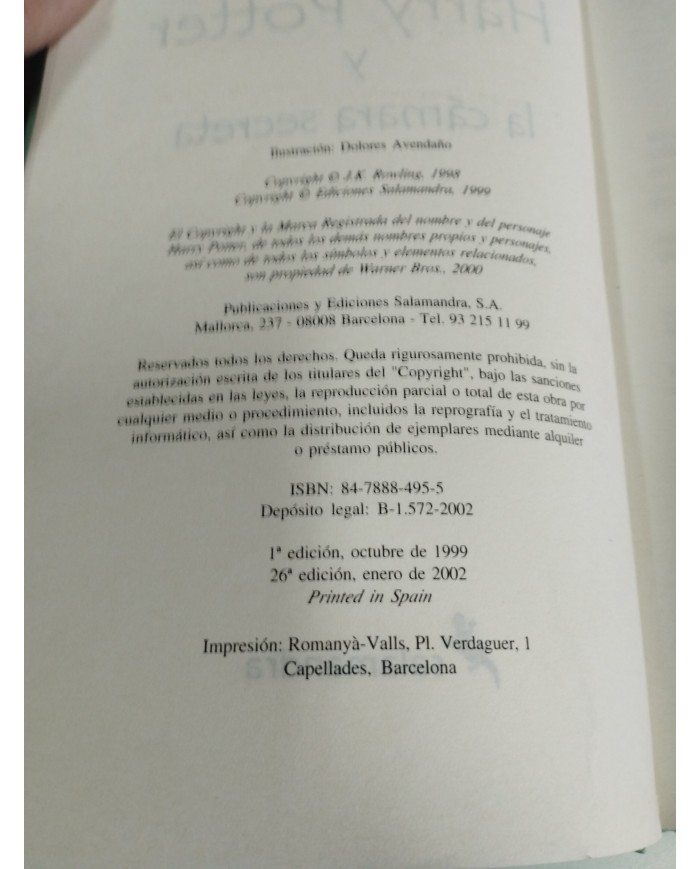 Harry Potter
y
la cámara secreta
Ilustración: Dolores Avendaño
Copyright © J.K. Rowling, 1998
Copyright © Ediciones Salamandra, 1999
El Copyright y la Marca Registrada del nombre y del personaje
Harry Potter, de todos los demás nombres propios y personajes,
así como de todos los símbolos y elementos relacionados,
son propiedad de Warner Bros., 2000
Publicaciones y Ediciones Salamandra, S.A.
Mallorca, 237 - 08008 Barcelona - Tel. 93 215 11 99
Reservados todos los derechos. Queda rigurosamente prohibida, sin la
autorización escrita de los titulares del "Copyright", bajo las sanciones
establecidas en las leyes, la reproducción parcial o total de esta obra por
cualquier medio o procedimiento, incluidos la reprografía y el tratamiento
informático, así como la distribución de ejemplares mediante alquiler
o préstamo públicos.
ISBN: 84-7888-495-5
Depósito legal: B-1.572-2002
1ª edición, octubre de 1999
26ª edición, enero de 2002
Printed in Spain
Impresión: Romanyà-Valls, Pl. Verdaguer, 1
Capellades, Barcelona